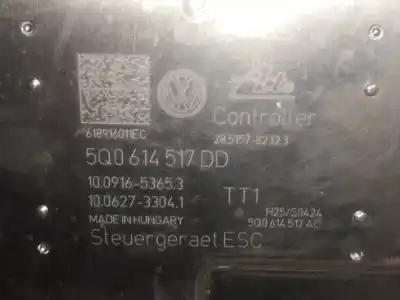 Ate
Controller
618916011EC
28.5157-8232.3
5Q0 614 517 DD
10.0916-5365.3
TT1
10.0627-3304.1
H25/S0424
5Q0 614 517 AC
MADE IN HUNGARY
Steuergeraet ESC